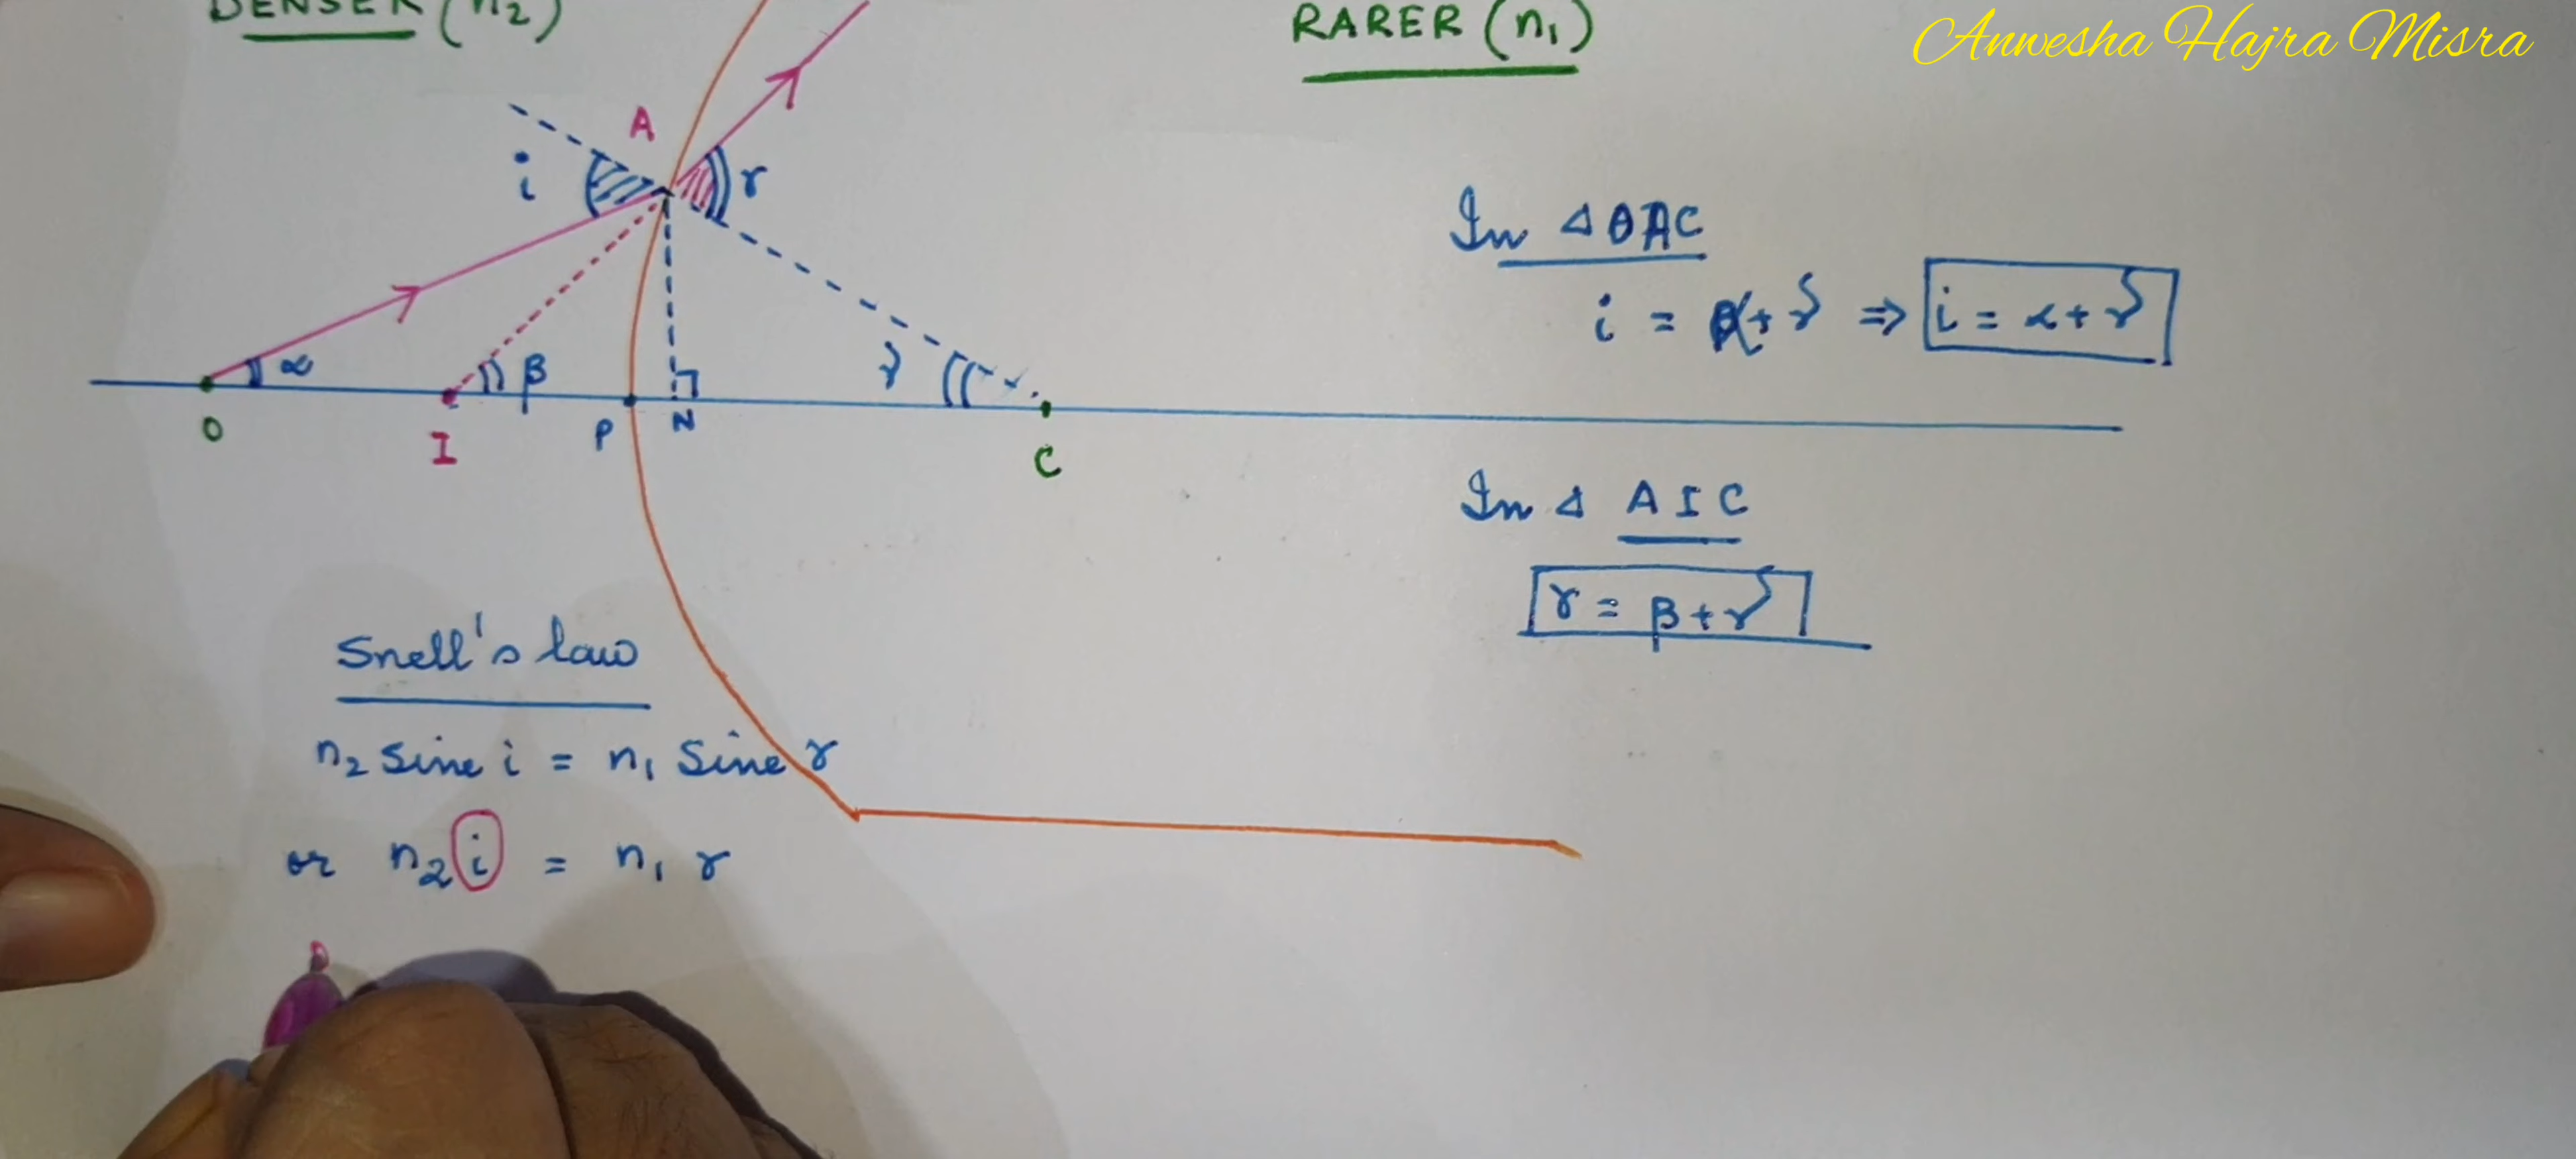 DENSER (n₂)
RARER (n₁)
Anwesha Hajra Misra
A
i
r
α
β
γ
O
I
P
N
C
In Δ OAC
i = α + γ ⇒ i = α + γ
In Δ AIC
r = β + γ
Snell's law
n₂ Sine i = n₁ Sine r
or n₂ i = n₁ r